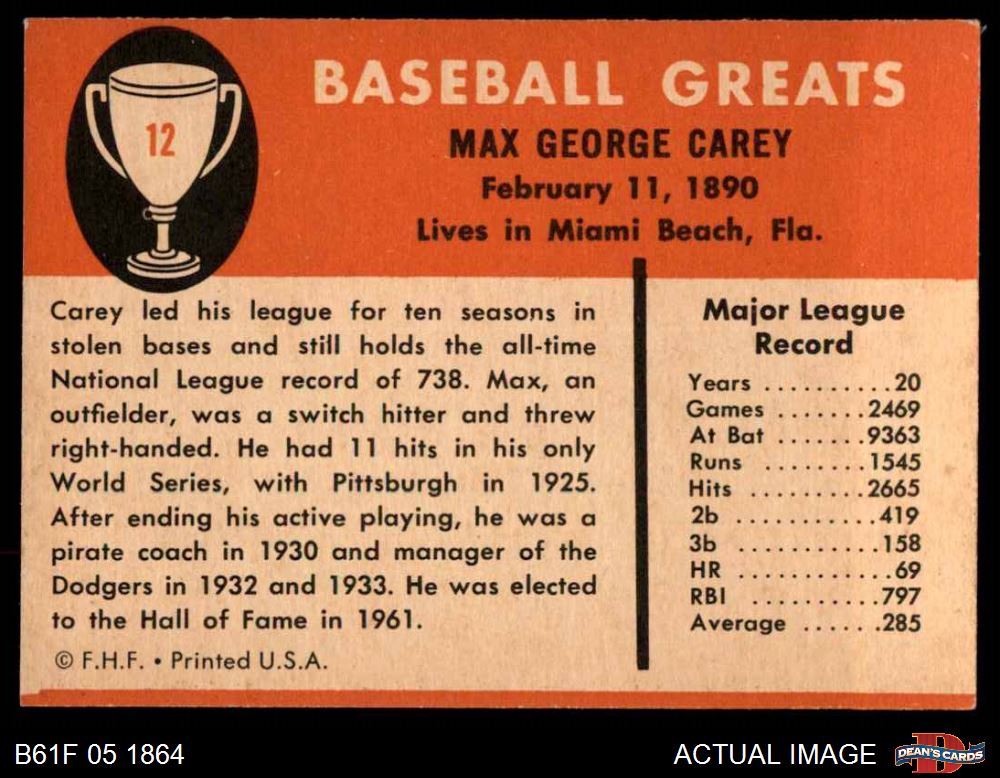 12
BASEBALL GREATS
MAX GEORGE CAREY
February 11, 1890
Lives in Miami Beach, Fla.
Carey led his league for ten seasons in
stolen bases and still holds the all-time
National League record of 738. Max, an
outfielder, was a switch hitter and threw
right-handed. He had 11 hits in his only
World Series, with Pittsburgh in 1925.
After ending his active playing, he was a
pirate coach in 1930 and manager of the
Dodgers in 1932 and 1933. He was elected
to the Hall of Fame in 1961.
© F.H.F. • Printed U.S.A.
Major League
Record
Years ..........20
Games .......2469
At Bat .......9363
Runs ........1545
Hits .........2665
2b ...........419
3b ...........158
HR ............69
RBI ..........797
Average ......285
B61F 05 1864
ACTUAL IMAGE
D
DEAN'S CARDS